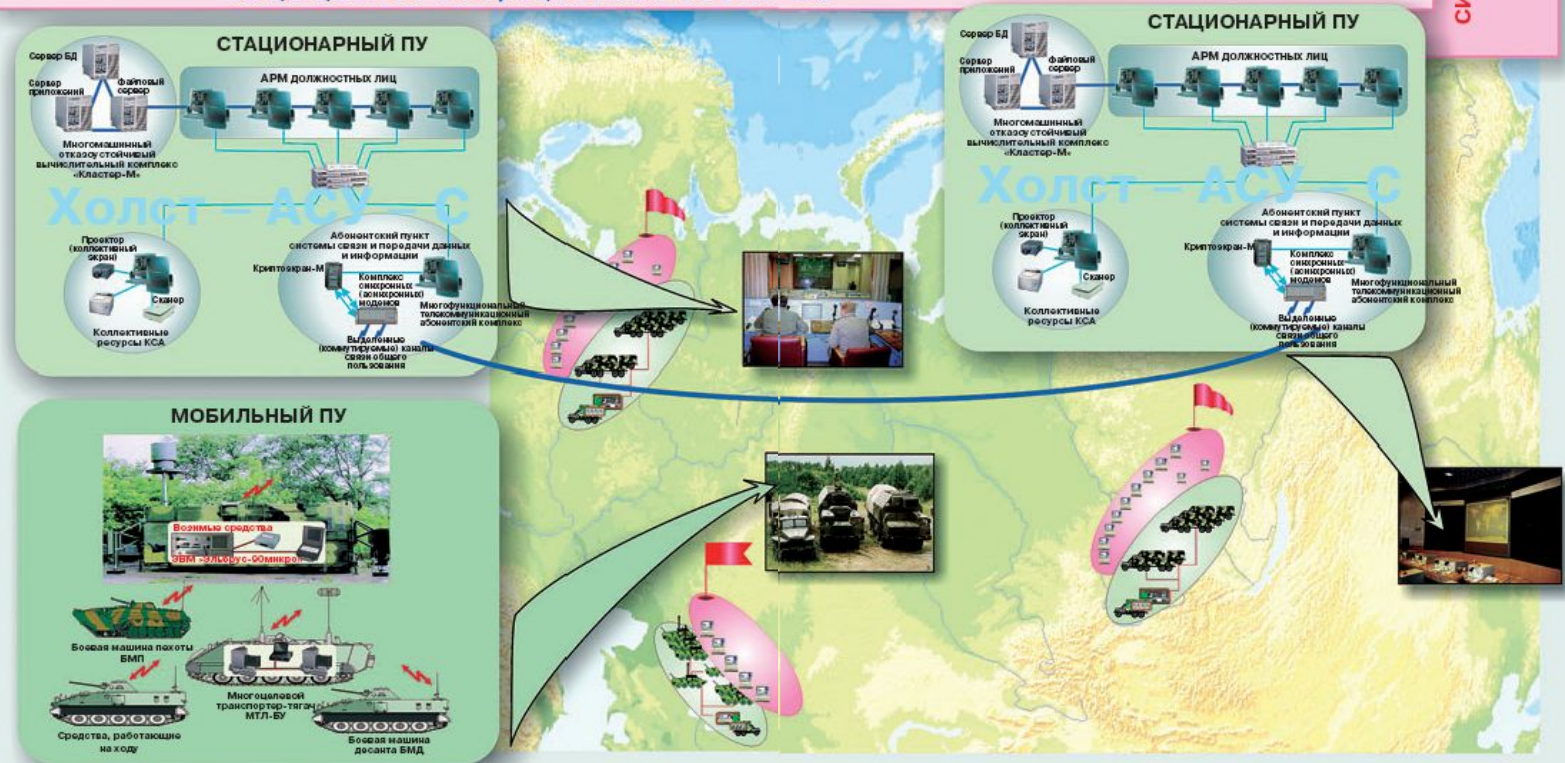 СТАЦИОНАРНЫЙ ПУ
Сервер БД
Сервер
приложений
Файловый
сервер
АРМ ДОЛЖНОСТНЫХ ЛИЦ
Многомашинный
отказоустойчивый
вычислительный комплекс
«Кластер-М»
Холст – АСУ – С
Проектор
(коллективный
экран)
Сканер
Коллективные
ресурсы КСА
Абонентский пункт
системы связи и передачи данных
и информации
Криптоэкран-М
Комплекс
синхронных
(асинхронных)
модемов
Многофункциональный
телекоммуникационный
абонентский комплекс
Выделенные
(коммутируемые) каналы
связи общего
пользования
СТАЦИОНАРНЫЙ ПУ
Сервер БД
Сервер
приложений
Файловый
сервер
АРМ ДОЛЖНОСТНЫХ ЛИЦ
Многомашинный
отказоустойчивый
вычислительный комплекс
«Кластер-М»
Холст – АСУ – С
Проектор
(коллективный
экран)
Сканер
Коллективные
ресурсы КСА
Абонентский пункт
системы связи и передачи данных
и информации
Криптоэкран-М
Комплекс
синхронных
(асинхронных)
модемов
Многофункциональный
телекоммуникационный
абонентский комплекс
Выделенные
(коммутируемые) каналы
связи общего
пользования
МОБИЛЬНЫЙ ПУ
Возимые средства
ЭВМ «Эльбрус-90микро»
Боевая машина пехоты
БМП
Многоцелевой
транспортер-тягач
МТЛ-БУ
Средства, работающие
на ходу
Боевая машина
десанта БМД